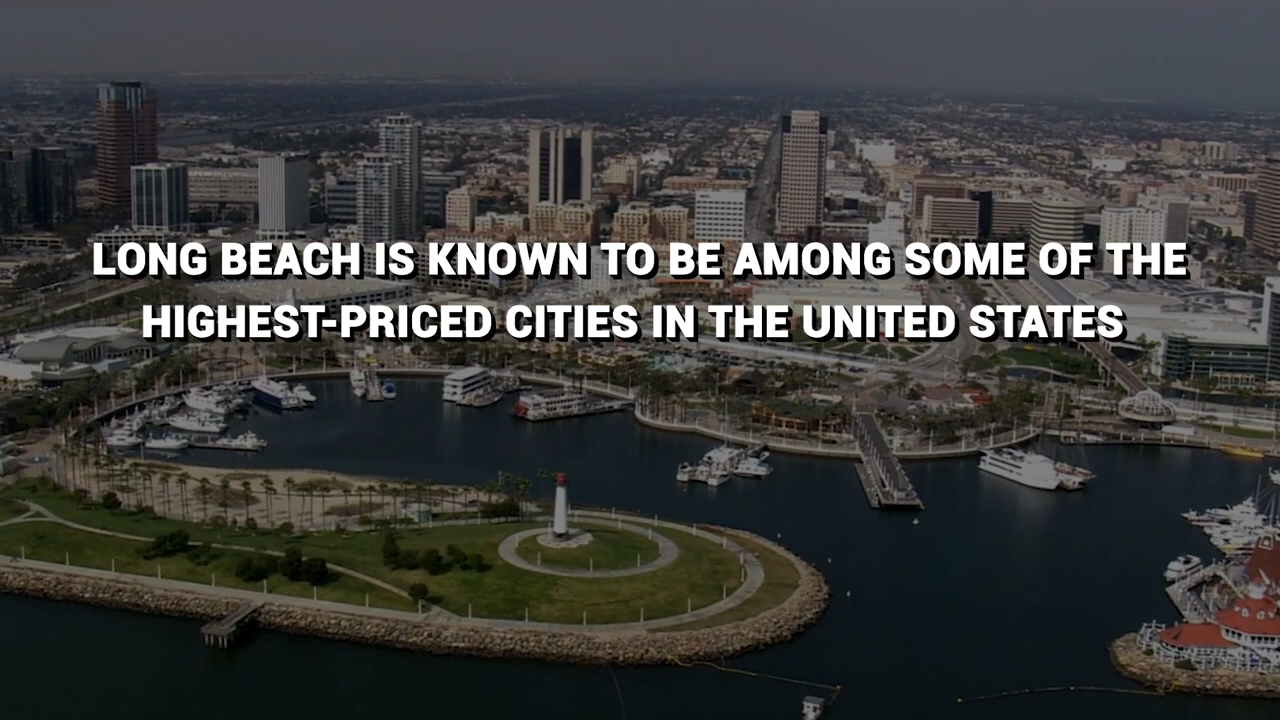 LONG BEACH IS KNOWN TO BE AMONG SOME OF THE
HIGHEST-PRICED CITIES IN THE UNITED STATES